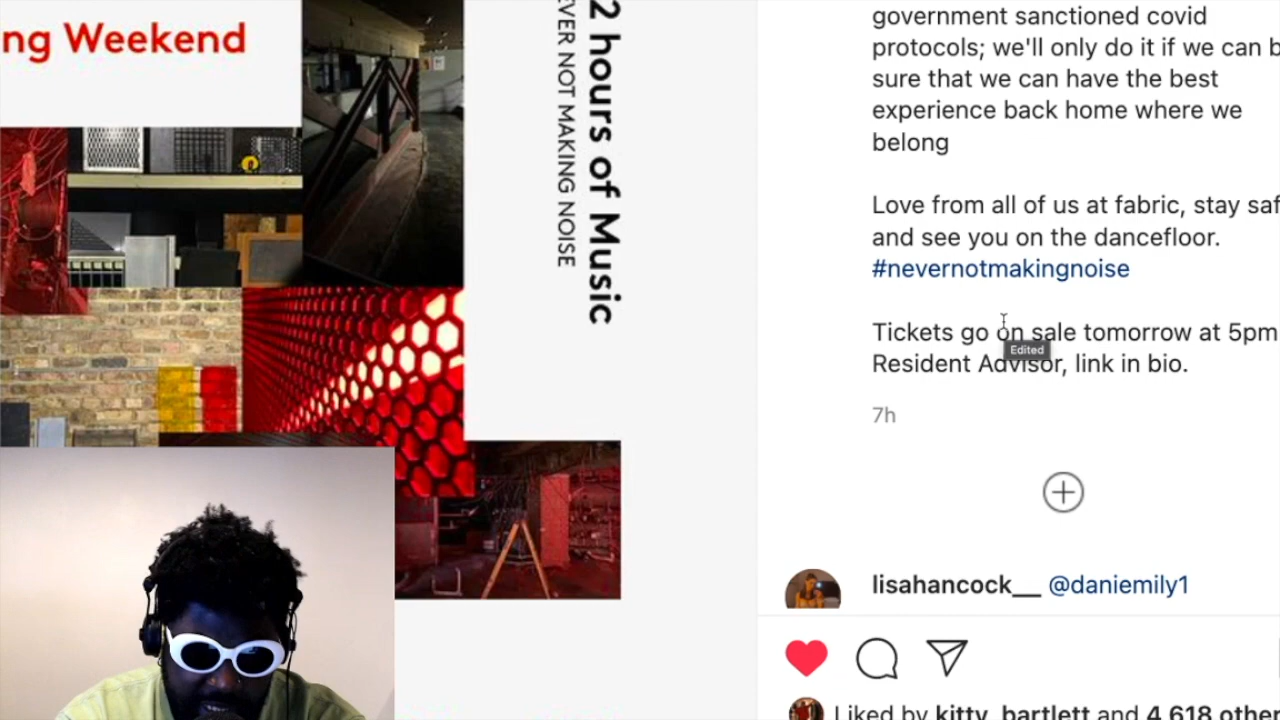 ng Weekend
2 hours of Music
EVER NOT MAKING NOISE
government sanctioned covid
protocols; we'll only do it if we can b
sure that we can have the best
experience back home where we
belong
Love from all of us at fabric, stay saf
and see you on the dancefloor.
#nevernotmakingnoise
Tickets go on sale tomorrow at 5pm
Edited
Resident Advisor, link in bio.
7h
lisahancock__ @daniemily1
Liked by kitty_bartlett and 4,618 other